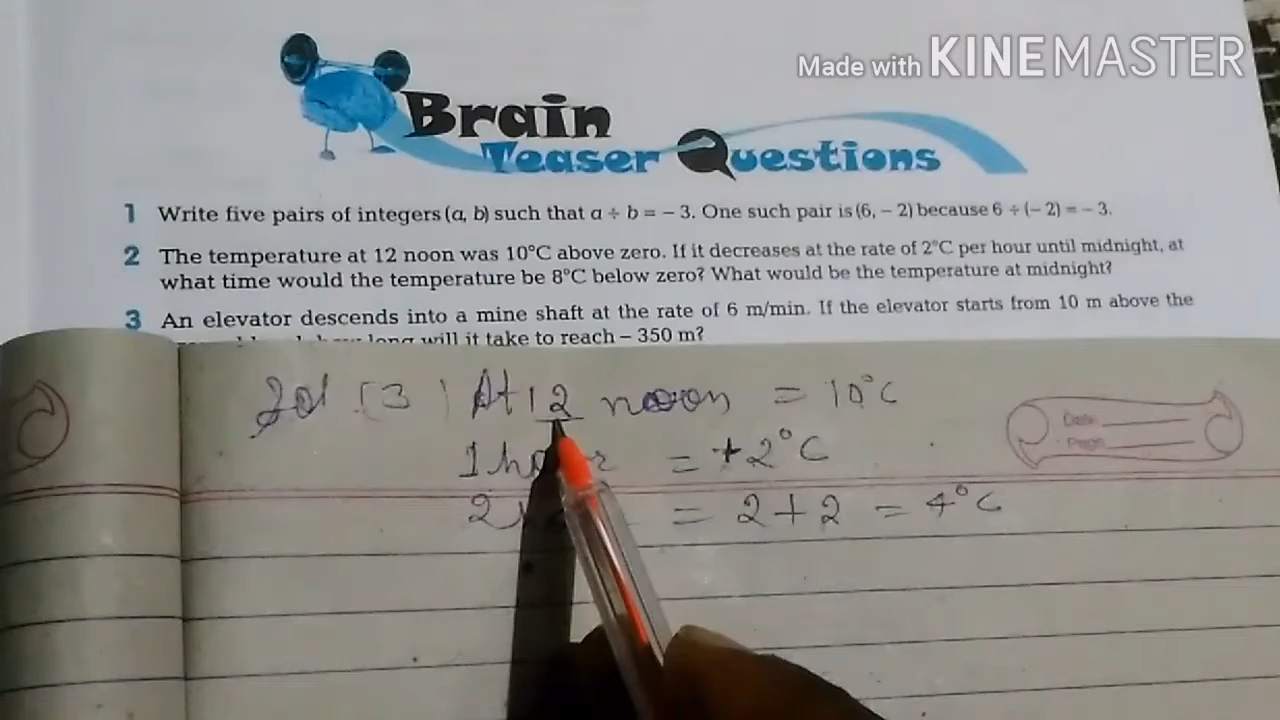 Made with KINEMASTER
Brain
Teaser Questions
1 Write five pairs of integers (a, b) such that a ÷ b = – 3. One such pair is (6, – 2) because 6 ÷ (– 2) = – 3.
2 The temperature at 12 noon was 10°C above zero. If it decreases at the rate of 2°C per hour until midnight, at
what time would the temperature be 8°C below zero? What would be the temperature at midnight?
3 An elevator descends into a mine shaft at the rate of 6 m/min. If the elevator starts from 10 m above the
long will it take to reach – 350 m?
Sol (3) At 12 noon = 10°C
Date
Page
1 = +2°C
2 = 2 + 2 = 4°C